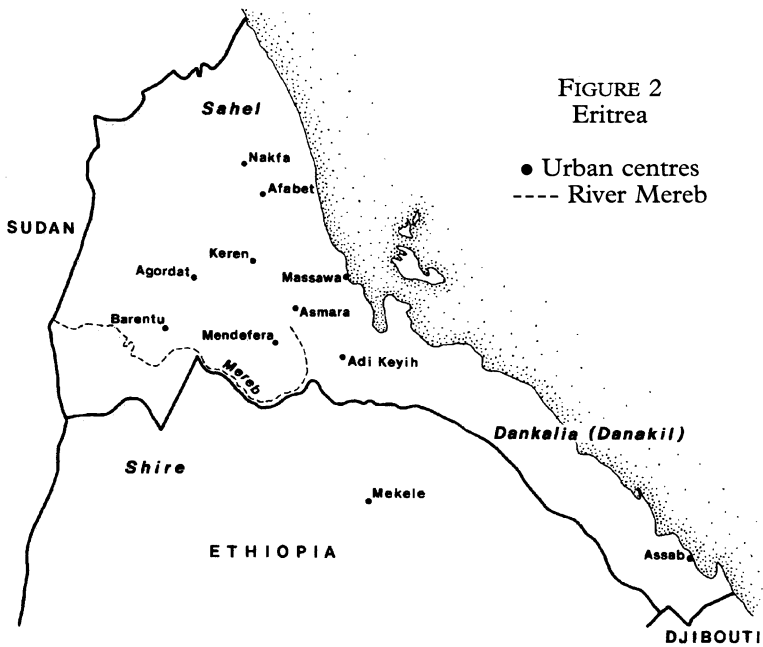 FIGURE 2
Eritrea
Urban centres
River Mereb
Sahel
Nakfa
Afabet
SUDAN
Keren
Agordat
Massawa
Barentu
Asmara
Mendefera
Mereb
Adi Keyih
Dankalia (Danakil)
Shire
Mekele
ETHIOPIA
Assab
DJIBOUTI